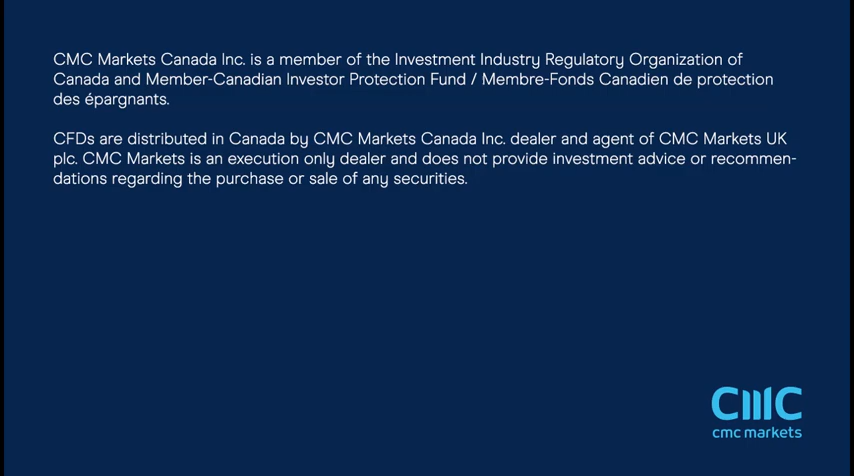 CMC Markets Canada Inc. is a member of the Investment Industry Regulatory Organization of
Canada and Member-Canadian Investor Protection Fund / Membre-Fonds Canadien de protection
des épargnants.
CFDs are distributed in Canada by CMC Markets Canada Inc. dealer and agent of CMC Markets UK
plc. CMC Markets is an execution only dealer and does not provide investment advice or recommen-
dations regarding the purchase or sale of any securities.
CMC
cmc markets